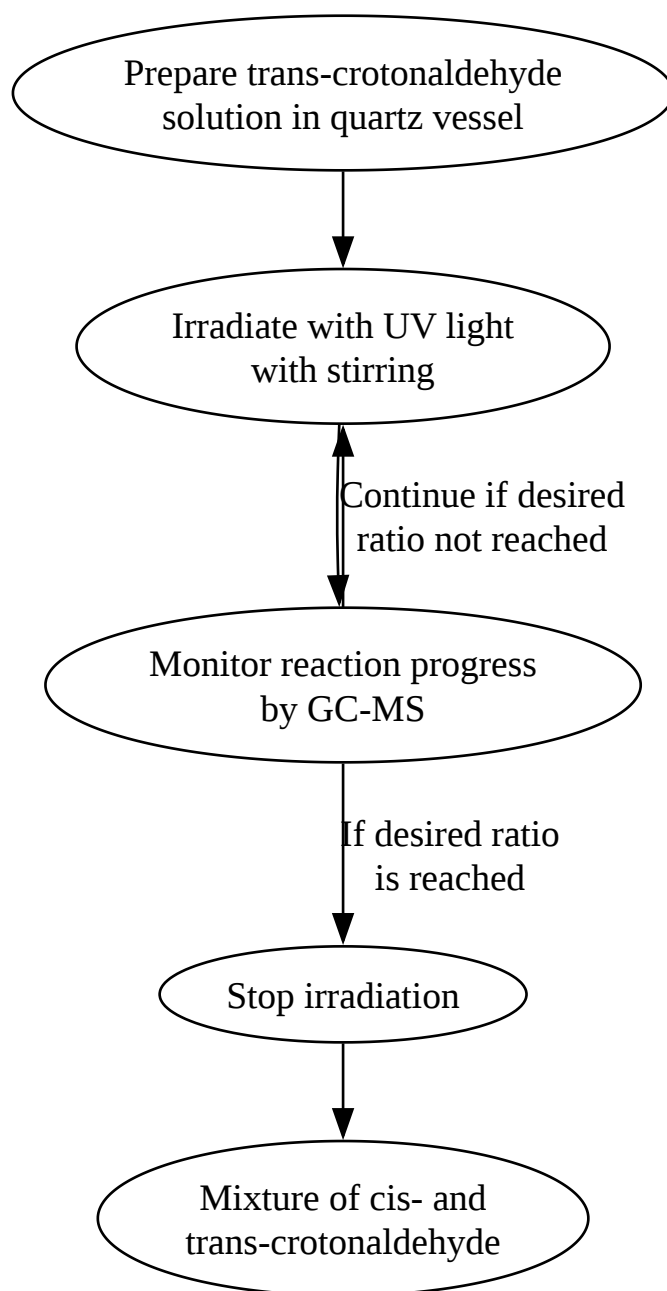 Prepare trans-crotonaldehyde
solution in quartz vessel
Irradiate with UV light
with stirring
Continue if desired
ratio not reached
Monitor reaction progress
by GC-MS
If desired ratio
is reached
Stop irradiation
Mixture of cis- and
trans-crotonaldehyde